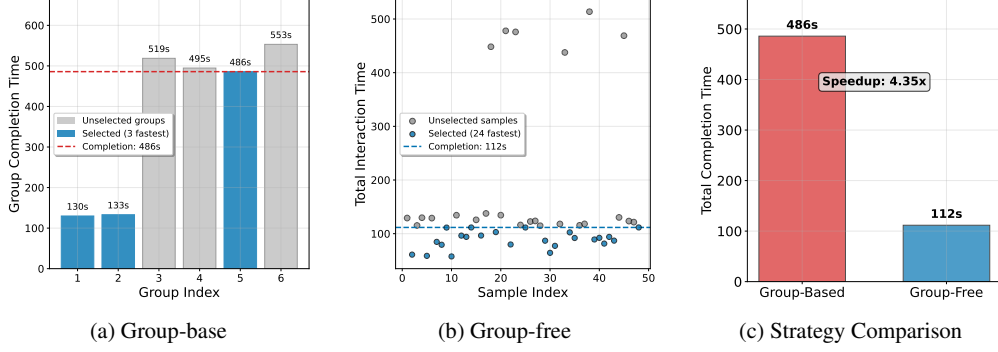 600
500
400
300
200
100
0
Group Completion Time
130s
133s
519s
495s
486s
553s
Unselected groups
Selected (3 fastest)
Completion: 486s
1 2 3 4 5 6
Group Index
(a) Group-base
500
400
300
200
100
Total Interaction Time
Unselected samples
Selected (24 fastest)
Completion: 112s
0 10 20 30 40 50
Sample Index
(b) Group-free
500
400
300
200
100
0
Total Completion Time
486s
Speedup: 4.35x
112s
Group-Based Group-Free
(c) Strategy Comparison